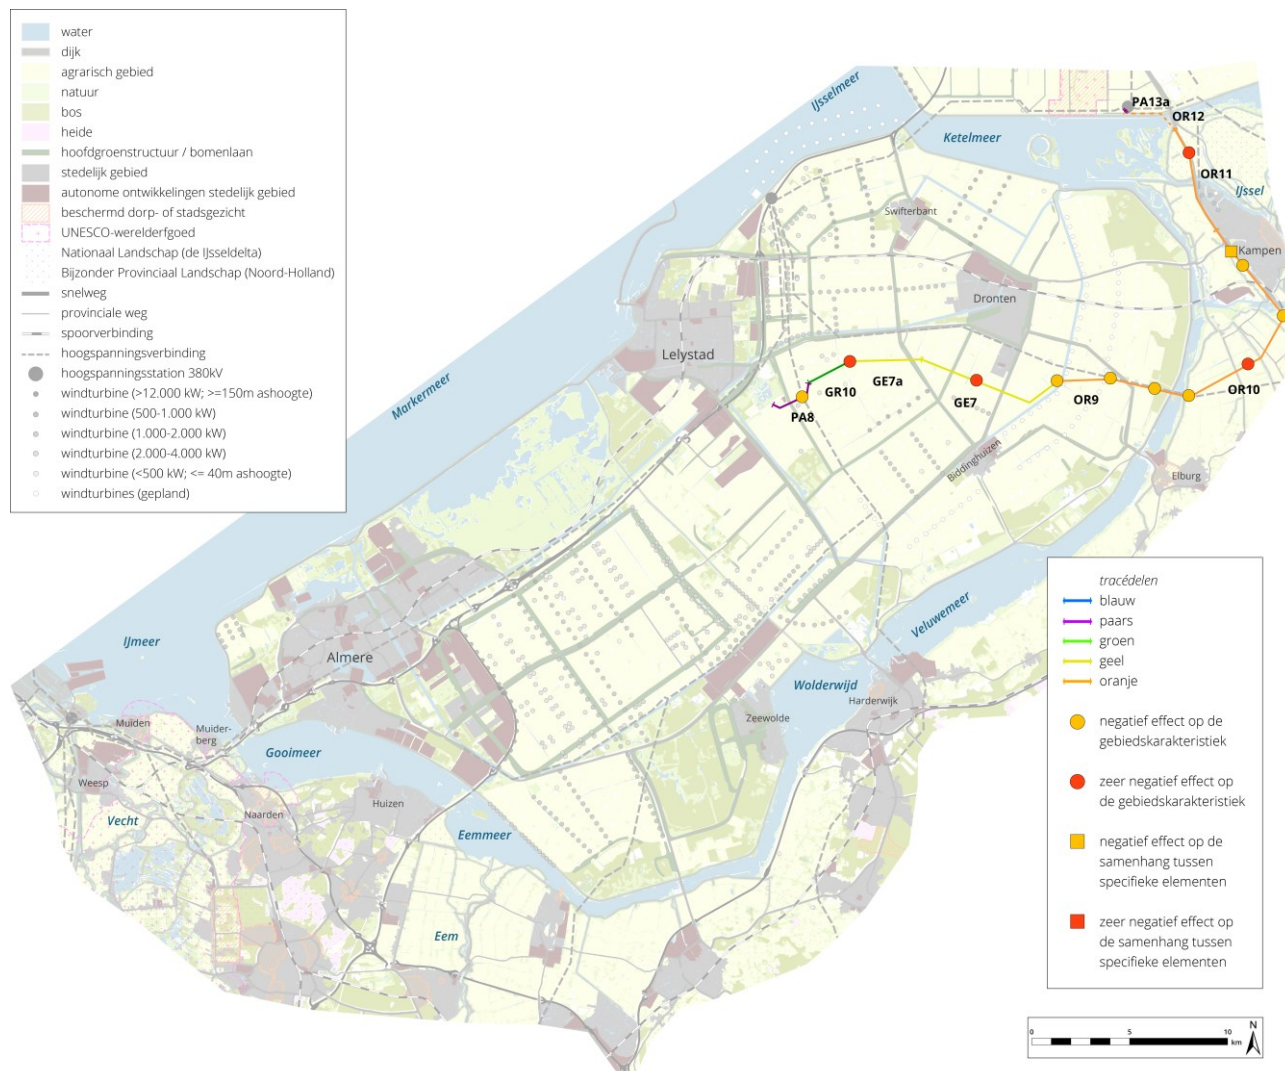 water
dijk
agrarisch gebied
natuur
bos
heide
hoofdgroenstructuur / bomenlaan
stedelijk gebied
autonome ontwikkelingen stedelijk gebied
beschermd dorp- of stadsgezicht
UNESCO-werelderfgoed
Nationaal Landschap (de IJsseldelta)
Bijzonder Provinciaal Landschap (Noord-Holland)
snelweg
provinciale weg
spoorverbinding
hoogspanningsverbinding
hoogspanningsstation 380kV
windturbine (>12.000 kW; >=150m ashoogte)
windturbine (500-1.000 kW)
windturbine (1.000-2.000 kW)
windturbine (2.000-4.000 kW)
windturbine (<500 kW; <= 40m ashoogte)
windturbines (gepland)
IJsselmeer
PA13a
OR12
Ketelmeer
OR11
IJssel
Swifterbant
Kampen
Dronten
Lelystad
Markermeer
GE7a
GR10
GE7
OR9
OR10
PA8
Biddinghuizen
Elburg
Veluwemeer
IJmeer
Almere
Wolderwijd
Harderwijk
Muiden
Muider-
berg
Zeewolde
Gooimeer
Weesp
Huizen
Naarden
Vecht
Eemmeer
Eem
tracédelen
blauw
paars
groen
geel
oranje
negatief effect op de
gebiedskarakteristiek
zeer negatief effect op
de gebiedskarakteristiek
negatief effect op de
samenhang tussen
specifieke elementen
zeer negatief effect op
de samenhang tussen
specifieke elementen
0 5 10
km
N